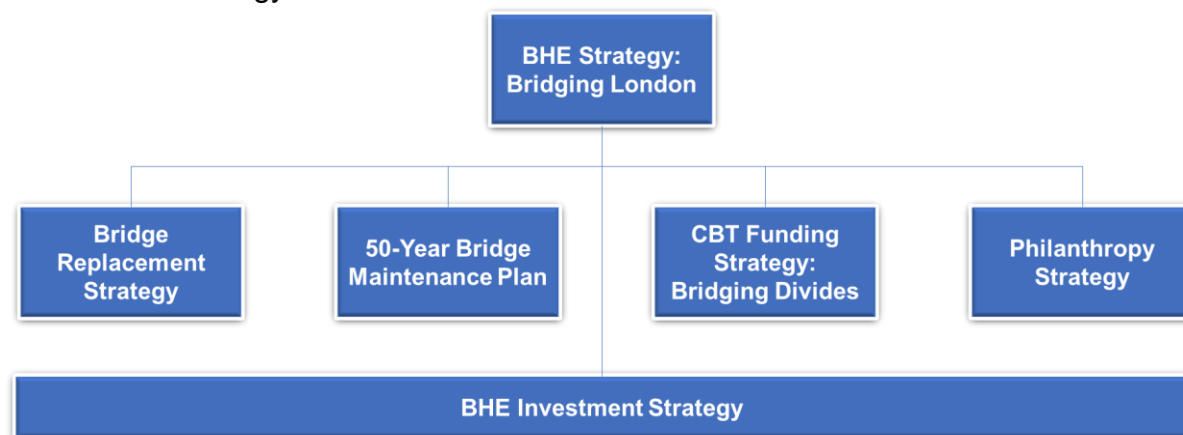 BHE Strategy:
Bridging London
Bridge
Replacement
Strategy
50-Year Bridge
Maintenance Plan
CBT Funding
Strategy:
Bridging Divides
Philanthropy
Strategy
BHE Investment Strategy